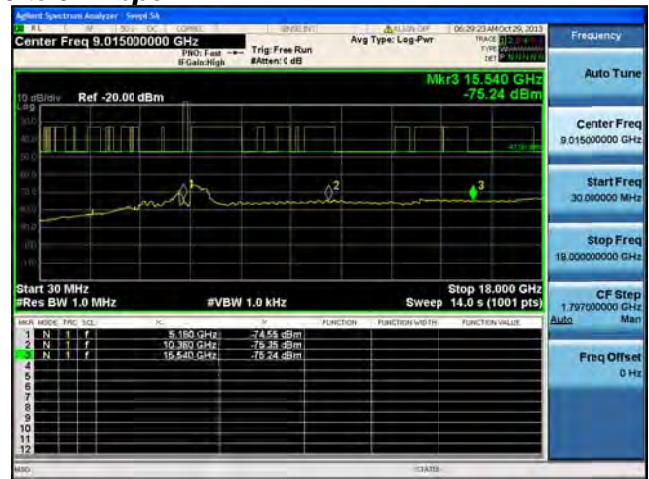 Agilent Spectrum Analyzer - Swept SA
06:29:23 AM Oct 29, 2013
Center Freq 9.015000000 GHz
PNO: Fast
IFGain:High
Trig: Free Run
#Atten: 0 dB
Avg Type: Log-Pwr
TRACE
TYPE
DET
Mkr3 15.540 GHz
-75.24 dBm
10 dB/div Ref -20.00 dBm
Log
1
2
3
Start 30 MHz
Stop 18.000 GHz
#Res BW 1.0 MHz
#VBW 1.0 kHz
Sweep 14.0 s (1001 pts)
MKR MODE TRC SCL X Y FUNCTION FUNCTION WIDTH FUNCTION VALUE
1 N 1 f 5.180 GHz -74.55 dBm
2 N 1 f 10.360 GHz -75.35 dBm
3 N 1 f 15.540 GHz -75.24 dBm
4
5
6
7
8
9
10
11
12
MSG
STATUS
Frequency
Auto Tune
Center Freq
9.015000000 GHz
Start Freq
30.000000 MHz
Stop Freq
18.000000000 GHz
CF Step
1.797000000 GHz
Auto Man
Freq Offset
0 Hz